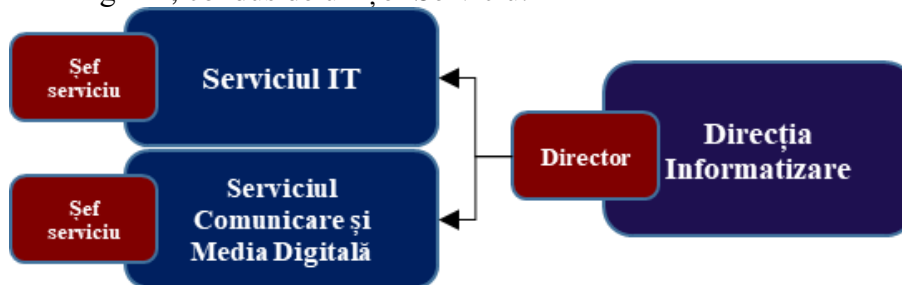 Șef
serviciu
Serviciul IT
Șef
serviciu
Serviciul
Comunicare și
Media Digitală
Director
Direcția
Informatizare